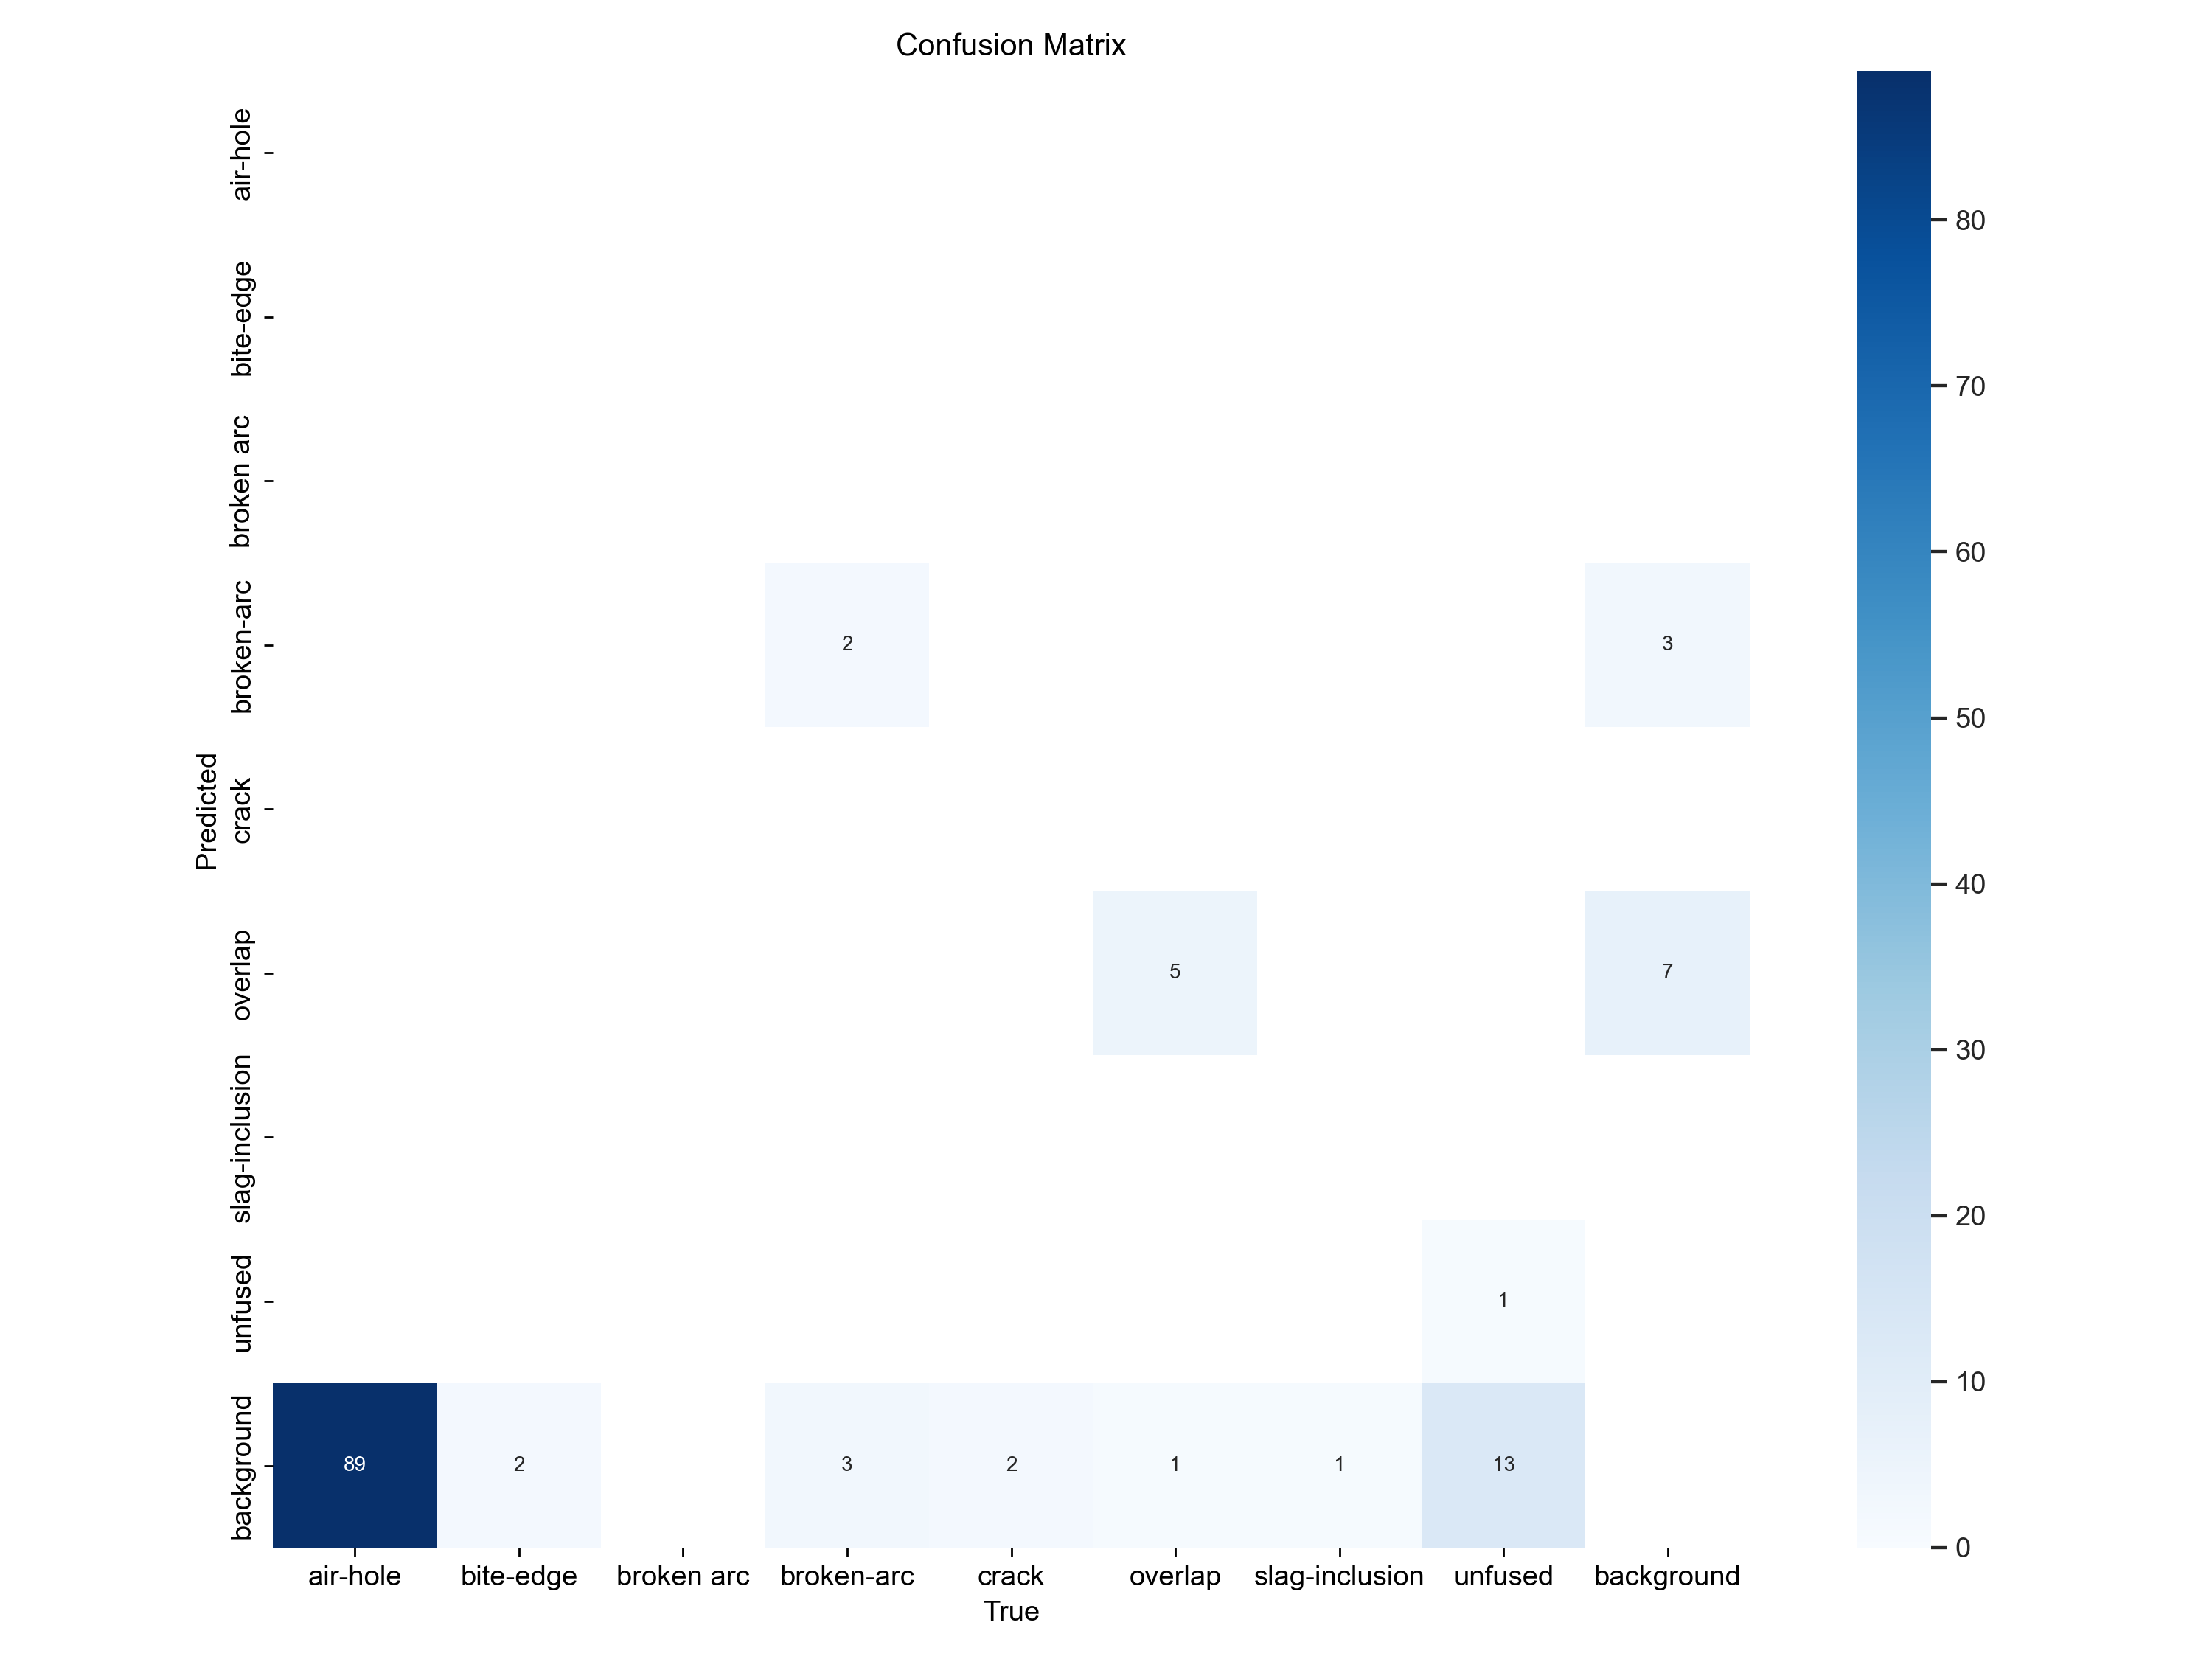 Confusion Matrix
air-hole
bite-edge
broken arc
broken-arc
crack
overlap
slag-inclusion
unfused
background
Predicted
2
3
5
7
1
89
2
3
2
1
1
13
air-hole
bite-edge
broken arc
broken-arc
crack
overlap
slag-inclusion
unfused
background
True
80
70
60
50
40
30
20
10
0